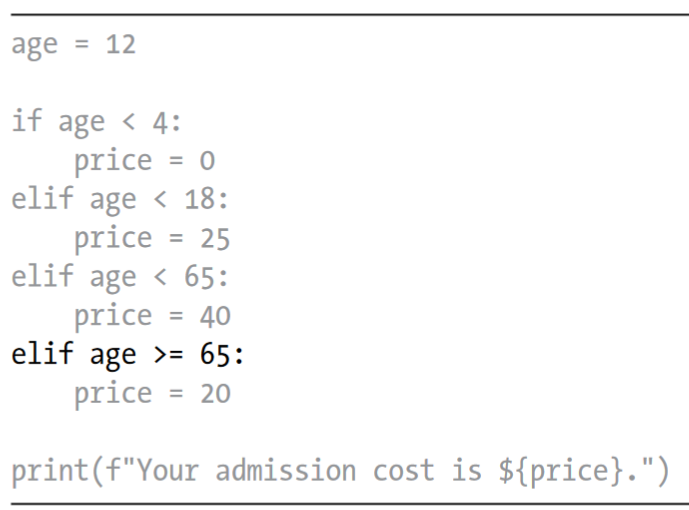 age = 12
if age < 4:
    price = 0
elif age < 18:
    price = 25
elif age < 65:
    price = 40
elif age >= 65:
    price = 20
print(f"Your admission cost is ${price}.")